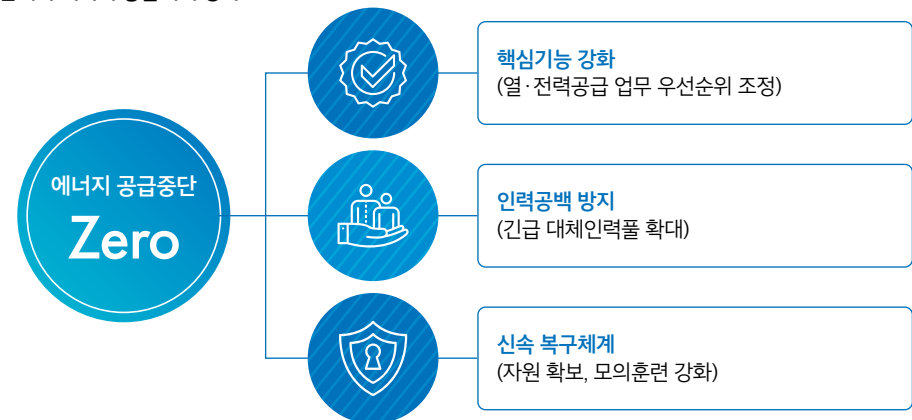 에너지 공급중단
Zero
핵심기능 강화
(열·전력공급 업무 우선순위 조정)
인력공백 방지
(긴급 대체인력풀 확대)
신속 복구체계
(자원 확보, 모의훈련 강화)